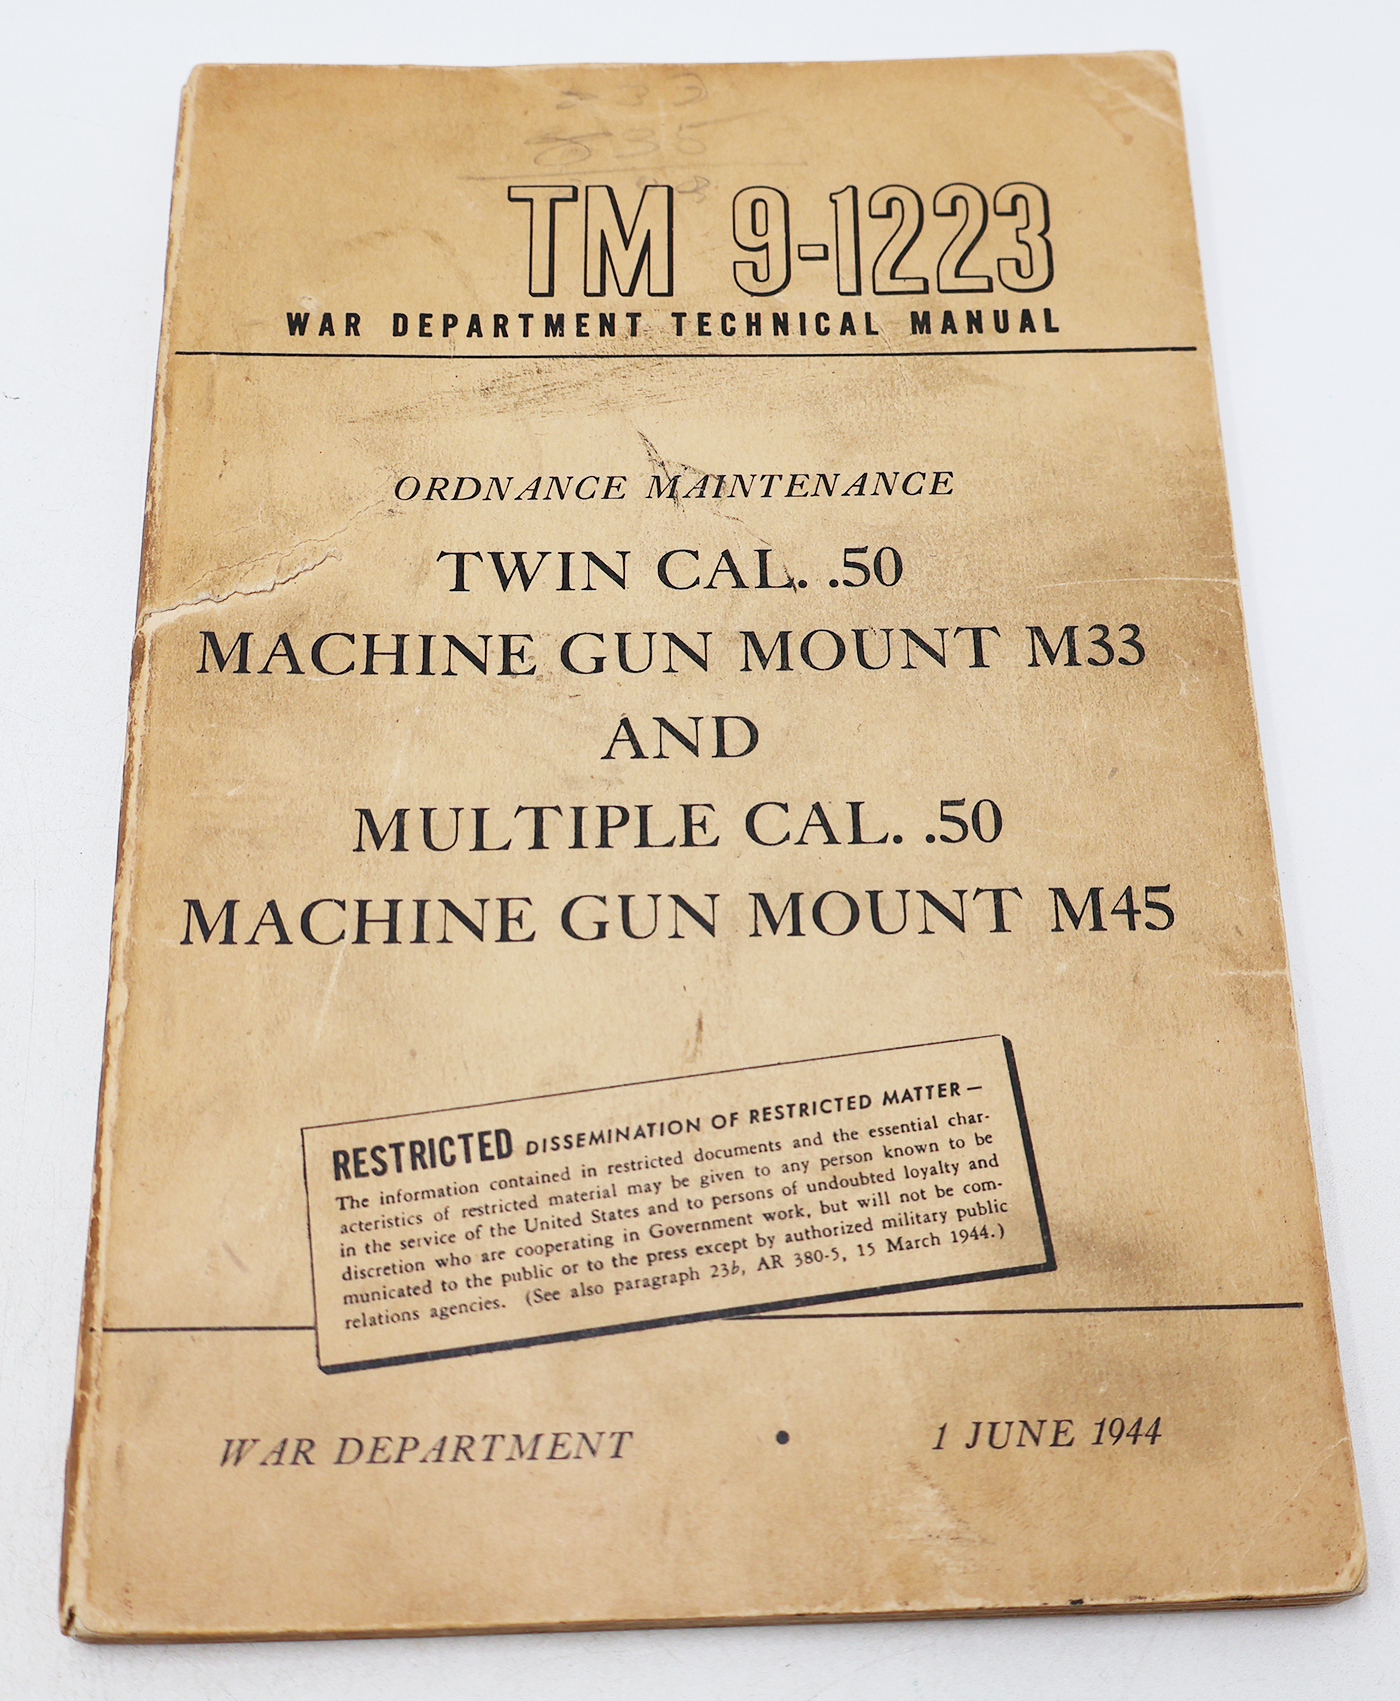 TM 9-1223
WAR DEPARTMENT TECHNICAL MANUAL
ORDNANCE MAINTENANCE
TWIN CAL. .50
MACHINE GUN MOUNT M33
AND
MULTIPLE CAL. .50
MACHINE GUN MOUNT M45
RESTRICTED DISSEMINATION OF RESTRICTED MATTER—
The information contained in restricted documents and the essential char-
acteristics of restricted material may be given to any person known to be
in the service of the United States and to persons of undoubted loyalty and
discretion who are cooperating in Government work, but will not be com-
municated to the public or to the press except by authorized military public
relations agencies. (See also paragraph 23b, AR 380-5, 15 March 1944.)
WAR DEPARTMENT • 1 JUNE 1944